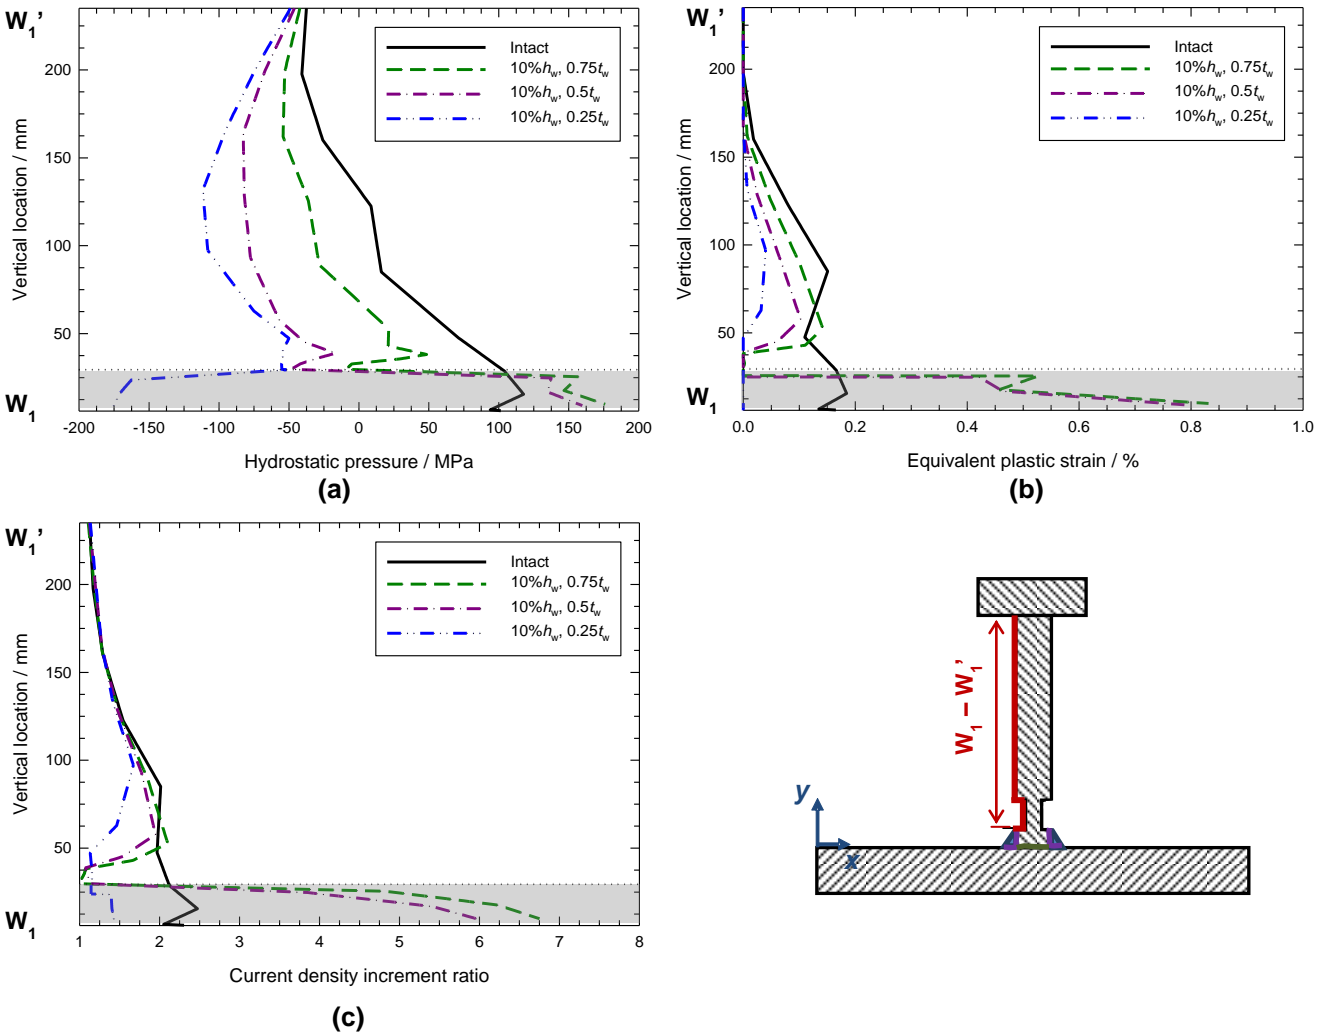 W1’
200
150
100
50
W1
Vertical location / mm
-200 -150 -100 -50 0 50 100 150 200
Hydrostatic pressure / MPa
Intact
10%hw, 0.75tw
10%hw, 0.5tw
10%hw, 0.25tw
(a)
W1’
200
150
100
50
W1
Vertical location / mm
0.0 0.2 0.4 0.6 0.8 1.0
Equivalent plastic strain / %
Intact
10%hw, 0.75tw
10%hw, 0.5tw
10%hw, 0.25tw
(b)
W1’
200
150
100
50
W1
Vertical location / mm
1 2 3 4 5 6 7 8
Current density increment ratio
Intact
10%hw, 0.75tw
10%hw, 0.5tw
10%hw, 0.25tw
(c)
W1 – W1’
y
x